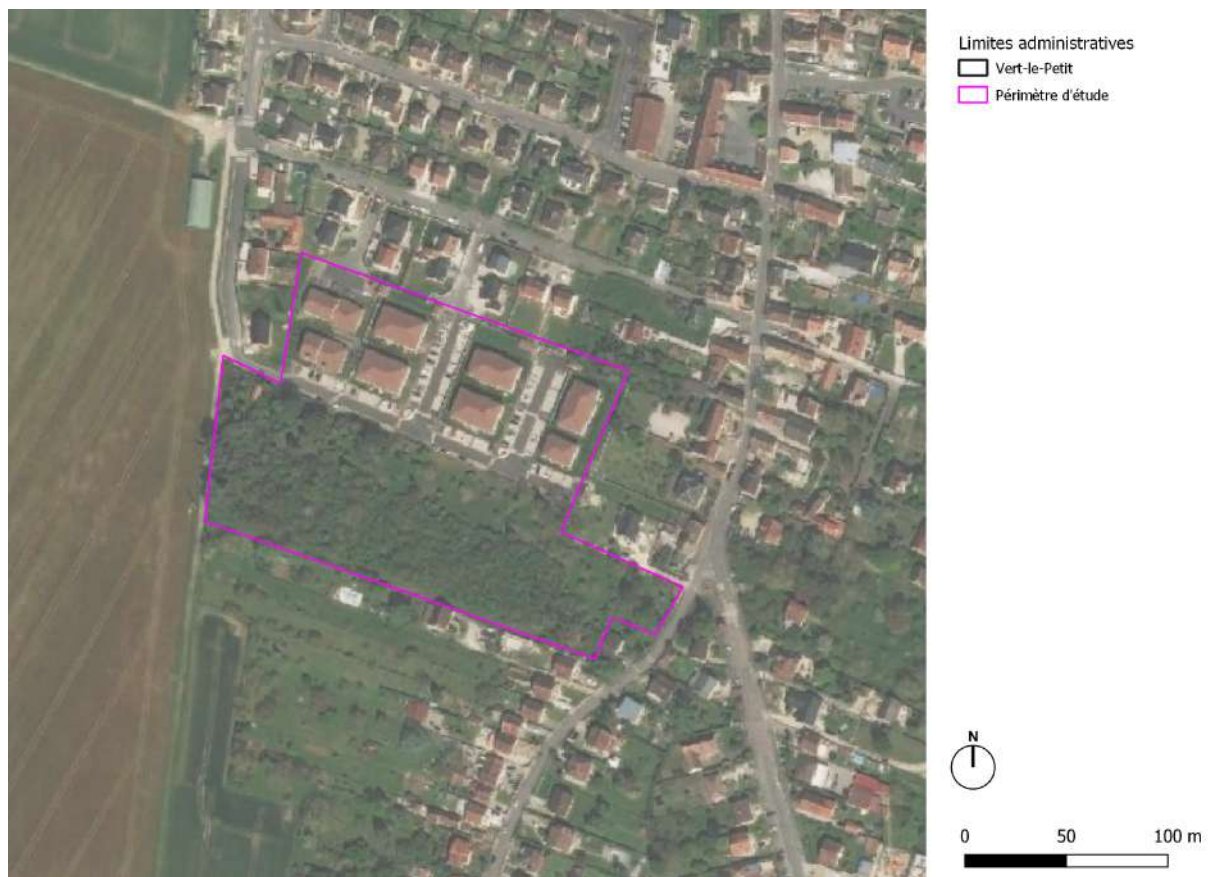 Limites administratives
Vert-le-Petit
Périmètre d'étude
N
0 50 100 m